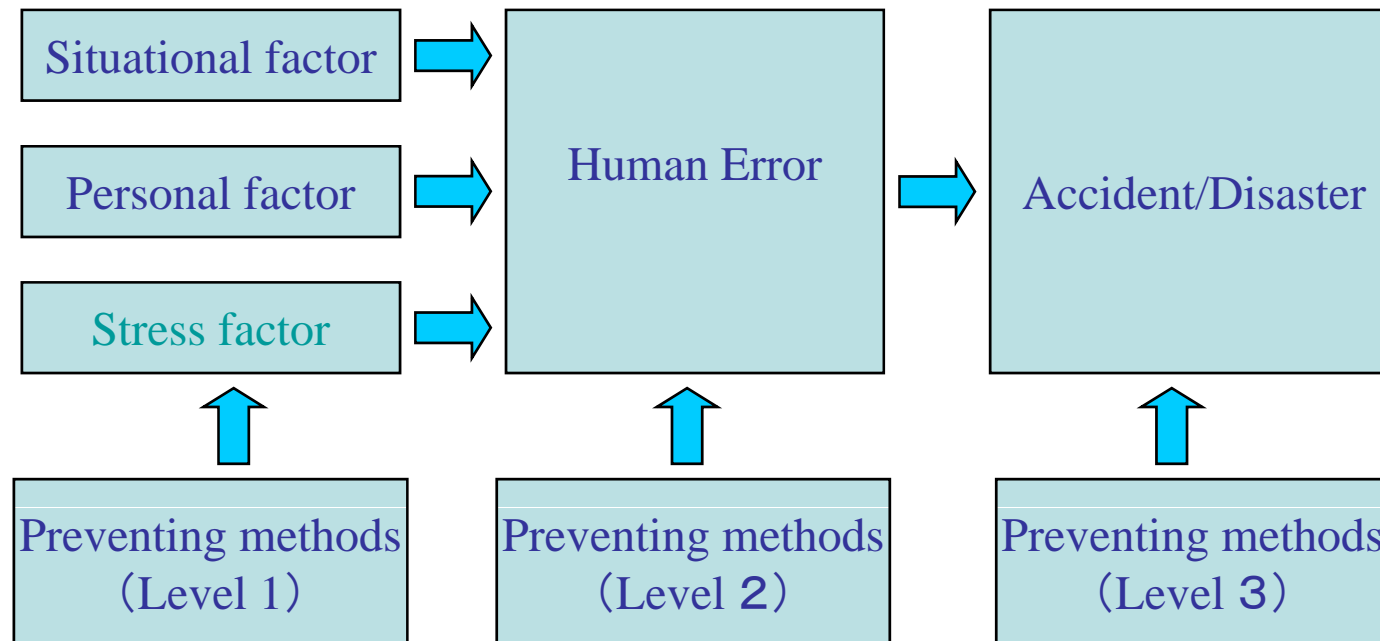 Situational factor
Personal factor
Stress factor
Human Error
Accident/Disaster
Preventing methods
（Level 1）
Preventing methods
（Level ２）
Preventing methods
（Level ３）